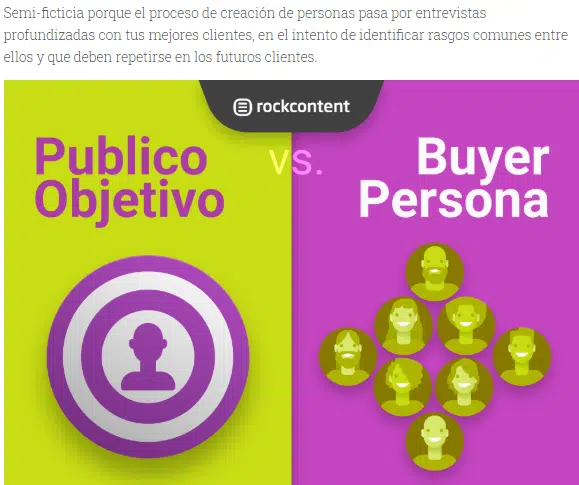 Semi-ficticia porque el proceso de creación de personas pasa por entrevistas
profundizadas con tus mejores clientes, en el intento de identificar rasgos comunes entre
ellos y que deben repetirse en los futuros clientes.
rockcontent
Publico
Objetivo
vs.
Buyer
Persona